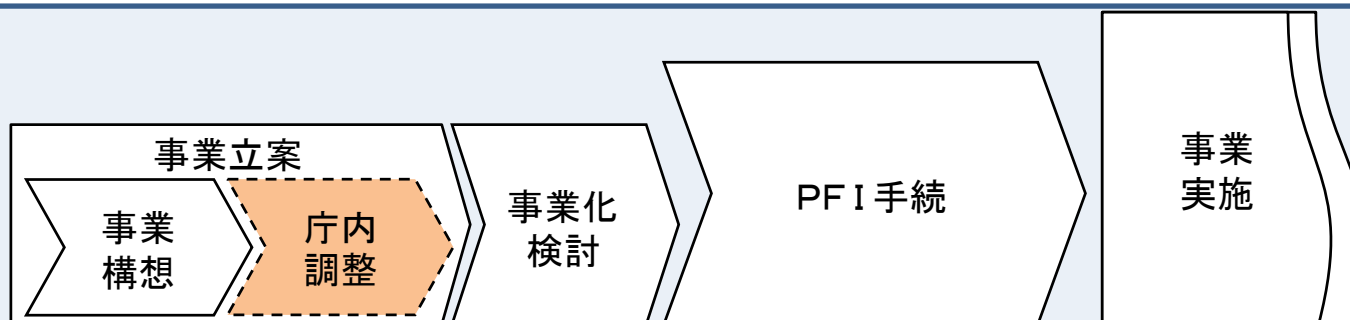 事業立案
事業
構想
庁内
調整
事業化
検討
PFI手続
事業
実施